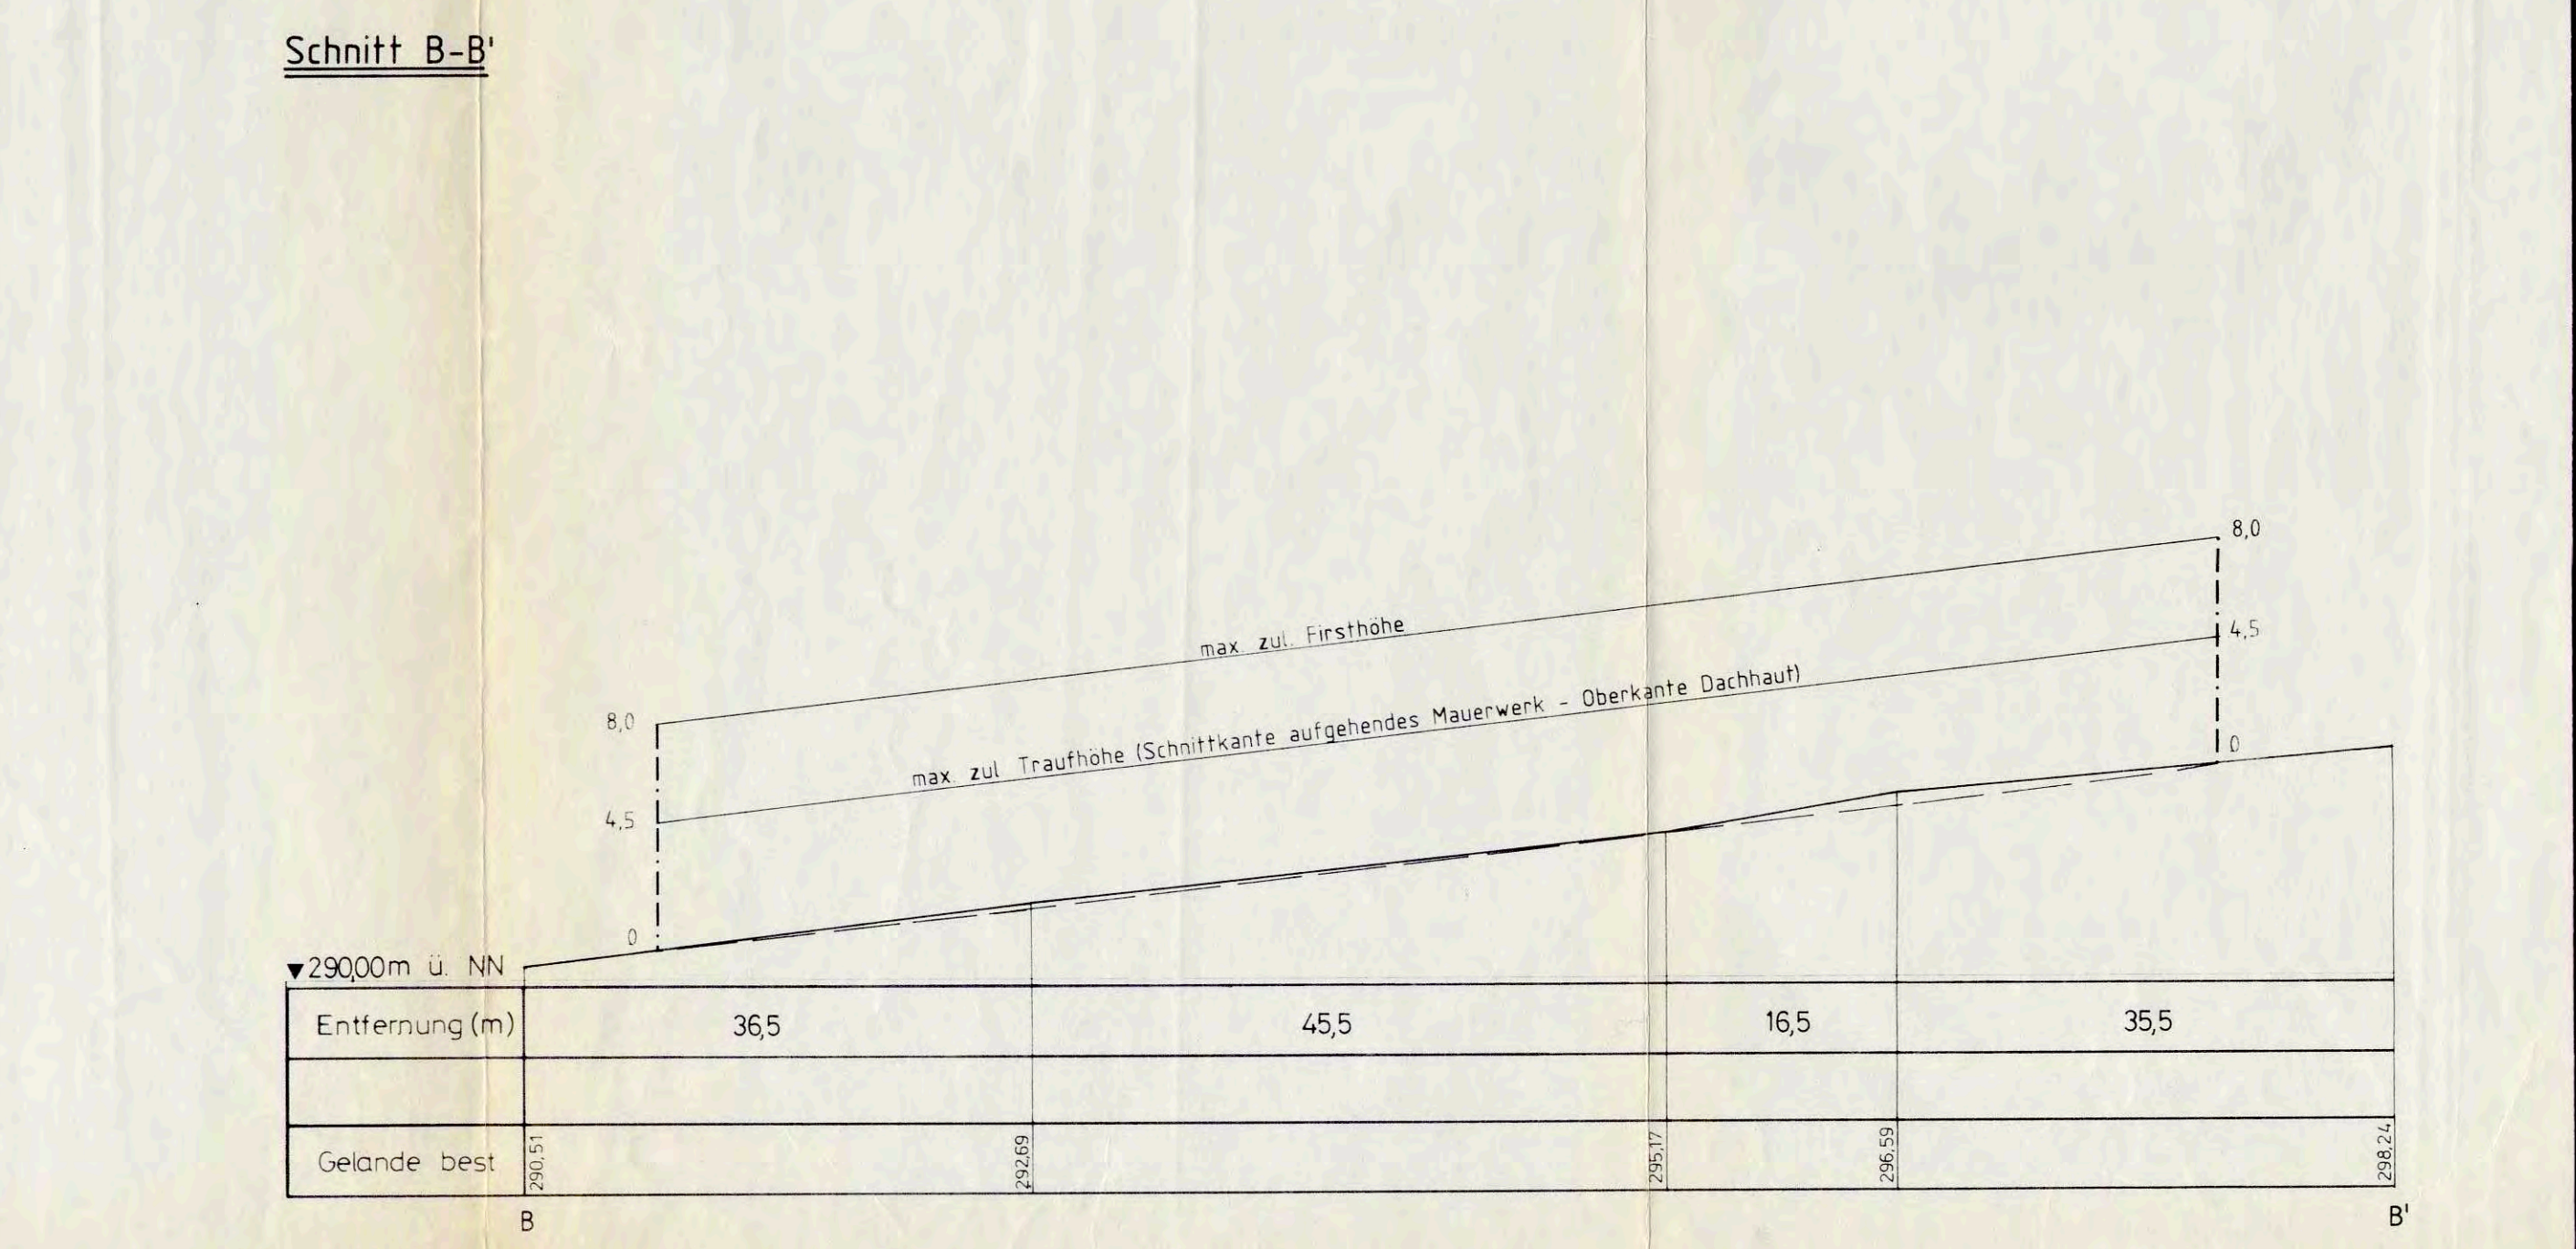 Schnitt B-B'
8,0
max. zul. Firsthöhe
4,5
max. zul Traufhöhe (Schnittkante aufgehendes Mauerwerk - Oberkante Dachhaut)
8,0
0
4,5
0
▼290,00m ü. NN
Entfernung (m) 36,5 45,5 16,5 35,5
Gelande best 290,51 292,69 295,17 296,59 298,24
B B'